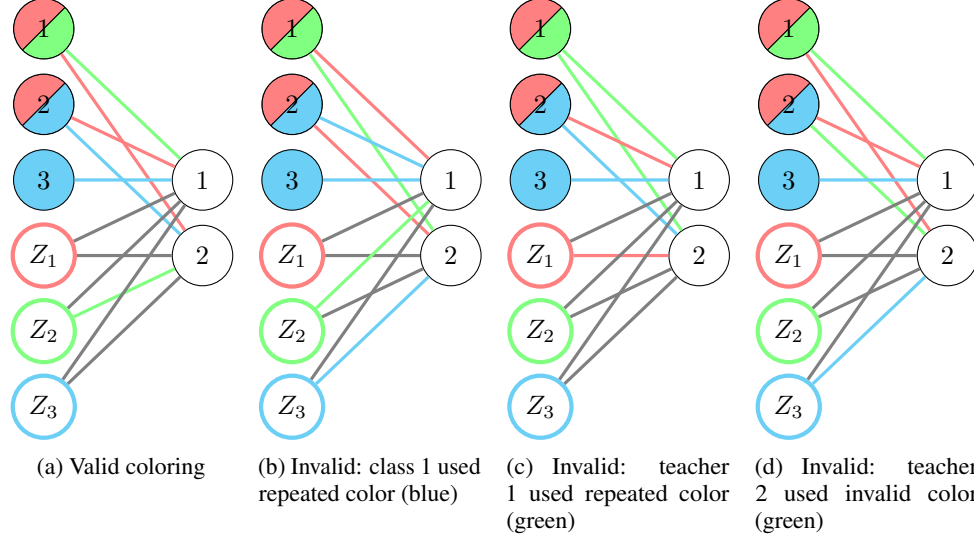 1 1 1 1
2 2 2 2
3 1 3 1 3 1 3 1
Z₁ 2 Z₁ 2 Z₁ 2 Z₁ 2
Z₂ Z₂ Z₂ Z₂
Z₃ Z₃ Z₃ Z₃
(a) Valid coloring
(b) Invalid: class 1 used
repeated color (blue)
(c) Invalid: teacher
1 used repeated color
(green)
(d) Invalid: teacher
2 used invalid color
(green)